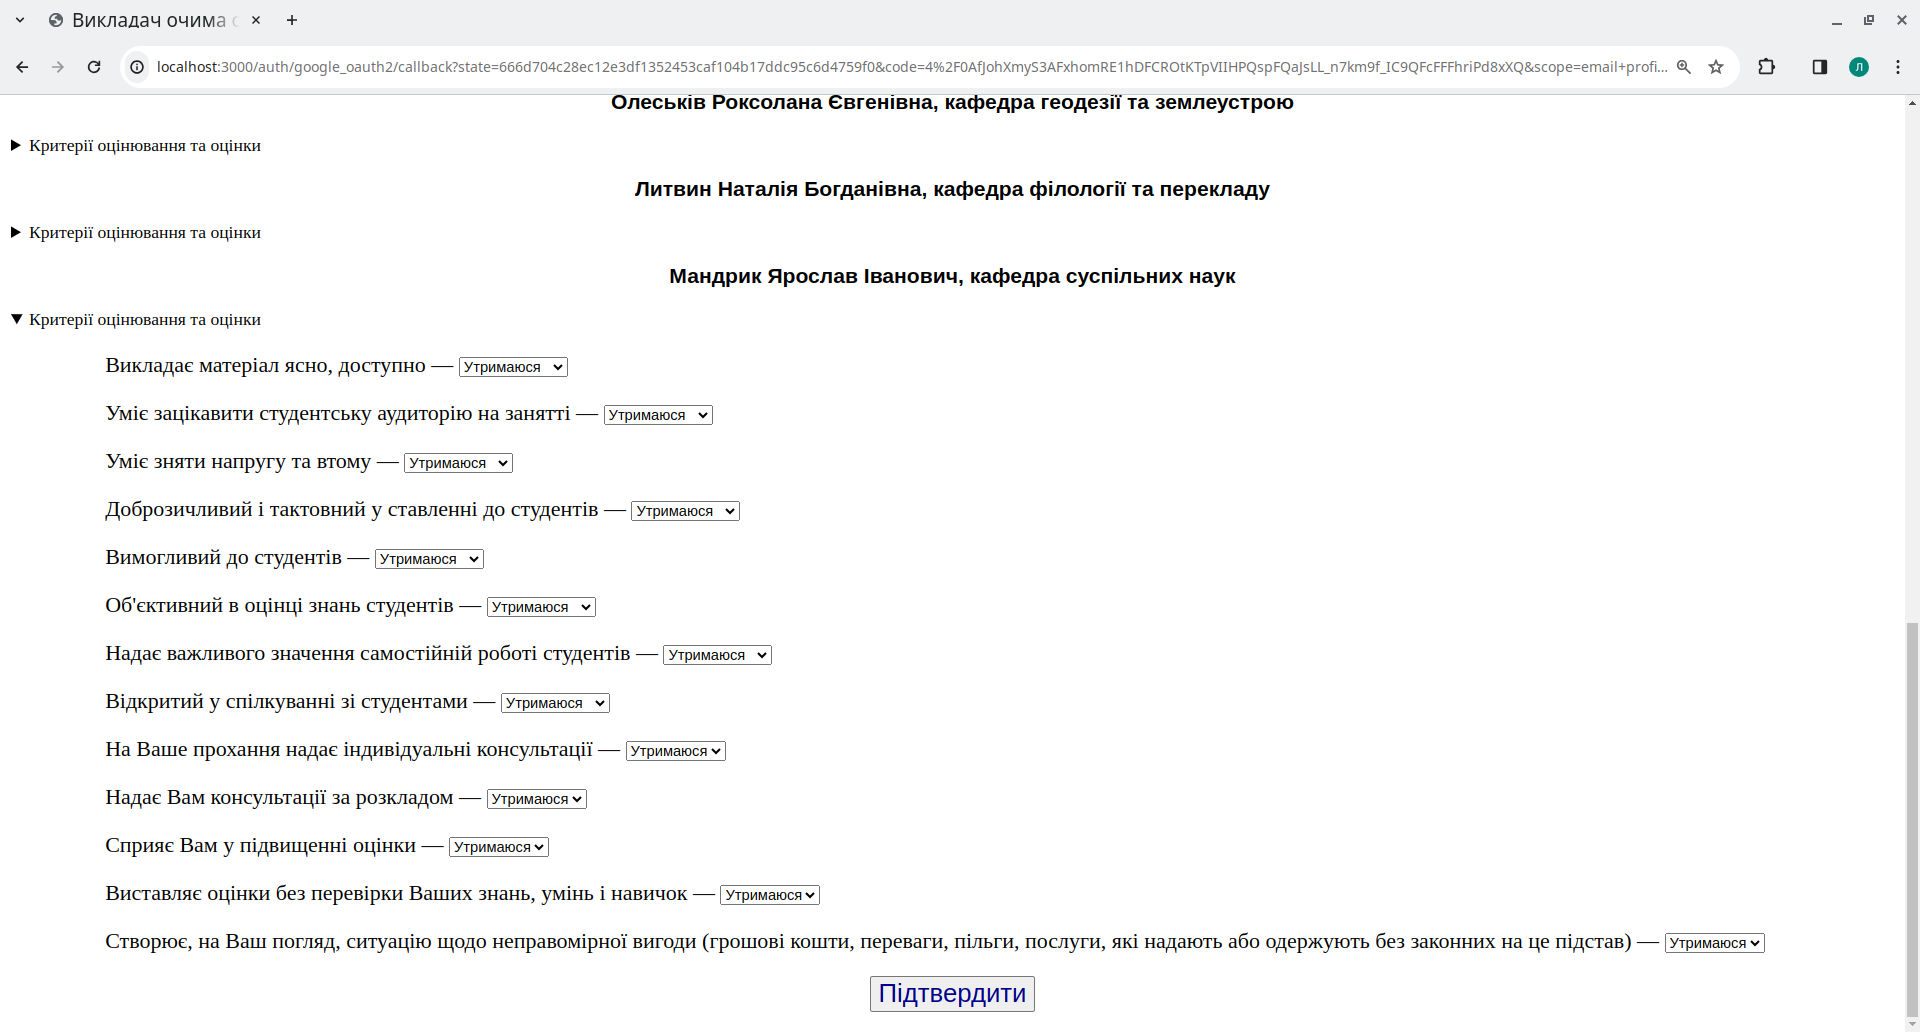 Викладач очима
localhost:3000/auth/google_oauth2/callback?state=666d704c28ec12e3df1352453caf104b17ddc95c6d4759f0&code=4%2F0AfJohXmyS3AFxhomRE1hDFCROtKTpVIIHPQspFQaJsLL_n7km9f_IC9QFcFFFhriPd8xXQ&scope=email+profi...
Л
Олеськів Роксолана Євгенівна, кафедра геодезії та землеустрою
Критерії оцінювання та оцінки
Литвин Наталія Богданівна, кафедра філології та перекладу
Критерії оцінювання та оцінки
Мандрик Ярослав Іванович, кафедра суспільних наук
Критерії оцінювання та оцінки
Викладає матеріал ясно, доступно — Утримаюся
Уміє зацікавити студентську аудиторію на занятті — Утримаюся
Уміє зняти напругу та втому — Утримаюся
Доброзичливий і тактовний у ставленні до студентів — Утримаюся
Вимогливий до студентів — Утримаюся
Об'єктивний в оцінці знань студентів — Утримаюся
Надає важливого значення самостійній роботі студентів — Утримаюся
Відкритий у спілкуванні зі студентами — Утримаюся
На Ваше прохання надає індивідуальні консультації — Утримаюся
Надає Вам консультації за розкладом — Утримаюся
Сприяє Вам у підвищенні оцінки — Утримаюся
Виставляє оцінки без перевірки Ваших знань, умінь і навичок — Утримаюся
Створює, на Ваш погляд, ситуацію щодо неправомірної вигоди (грошові кошти, переваги, пільги, послуги, які надають або одержують без законних на це підстав) — Утримаюся
Підтвердити